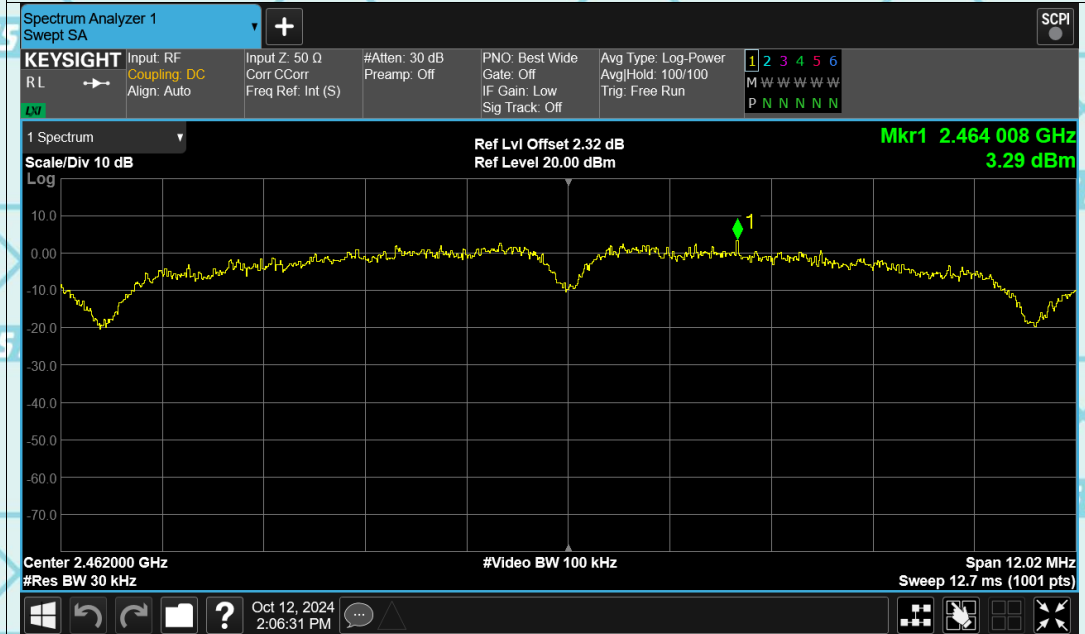 Spectrum Analyzer 1
Swept SA
+
SCPI
KEYSIGHT
R L
LXI
Input: RF
Coupling: DC
Align: Auto
Input Z: 50 Ω
Corr CCorr
Freq Ref: Int (S)
#Atten: 30 dB
Preamp: Off
PNO: Best Wide
Gate: Off
IF Gain: Low
Sig Track: Off
Avg Type: Log-Power
Avg|Hold: 100/100
Trig: Free Run
1 2 3 4 5 6
M W W W W W
P N N N N N
1 Spectrum
Scale/Div 10 dB
Log
Ref Lvl Offset 2.32 dB
Ref Level 20.00 dBm
Mkr1 2.464 008 GHz
3.29 dBm
1
10.0
0.00
-10.0
-20.0
-30.0
-40.0
-50.0
-60.0
-70.0
Center 2.462000 GHz
#Res BW 30 kHz
#Video BW 100 kHz
Span 12.02 MHz
Sweep 12.7 ms (1001 pts)
?
Oct 12, 2024
2:06:31 PM